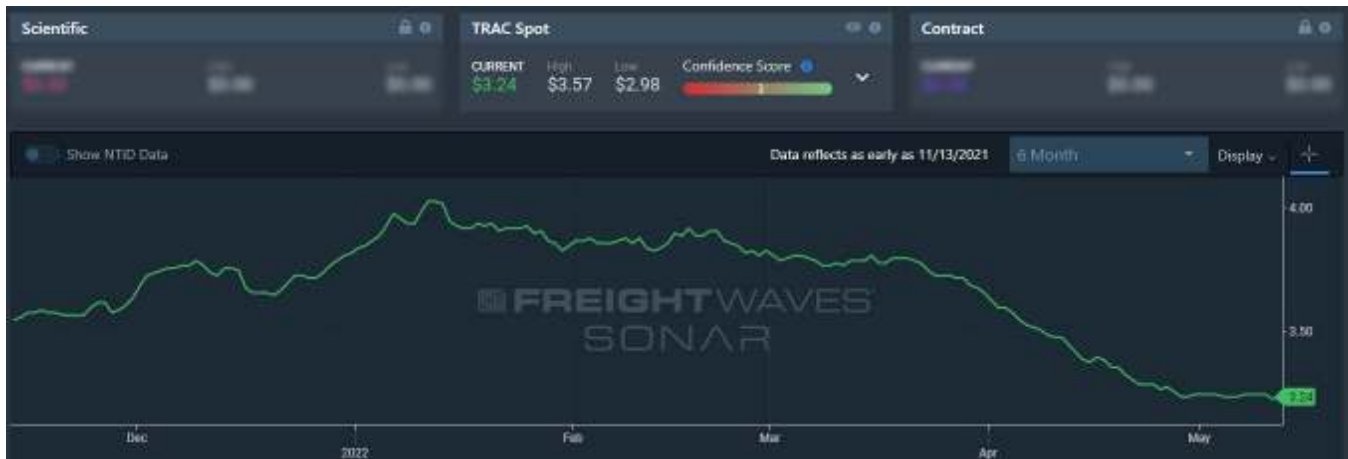 Scientific
TRAC Spot
Contract
CURRENT High Low Confidence Score
$3.24 $3.57 $2.98
Show NTID Data
Data reflects as early as 11/13/2021
6 Month
Display
4.00
FREIGHTWAVES
SONAR
3.50
3.24
Dec
2022
Feb
Mar
Apr
May